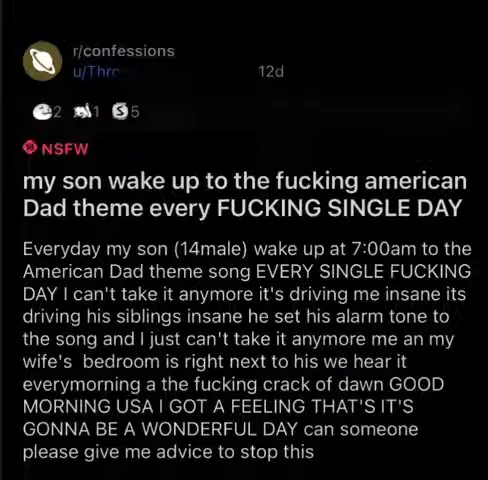 r/confessions
u/Thro
12d
2 1 5
NSFW
my son wake up to the fucking american
Dad theme every FUCKING SINGLE DAY
Everyday my son (14male) wake up at 7:00am to the
American Dad theme song EVERY SINGLE FUCKING
DAY I can't take it anymore it's driving me insane its
driving his siblings insane he set his alarm tone to
the song and I just can't take it anymore me an my
wife's bedroom is right next to his we hear it
everymorning a the fucking crack of dawn GOOD
MORNING USA I GOT A FEELING THAT'S IT'S
GONNA BE A WONDERFUL DAY can someone
please give me advice to stop this